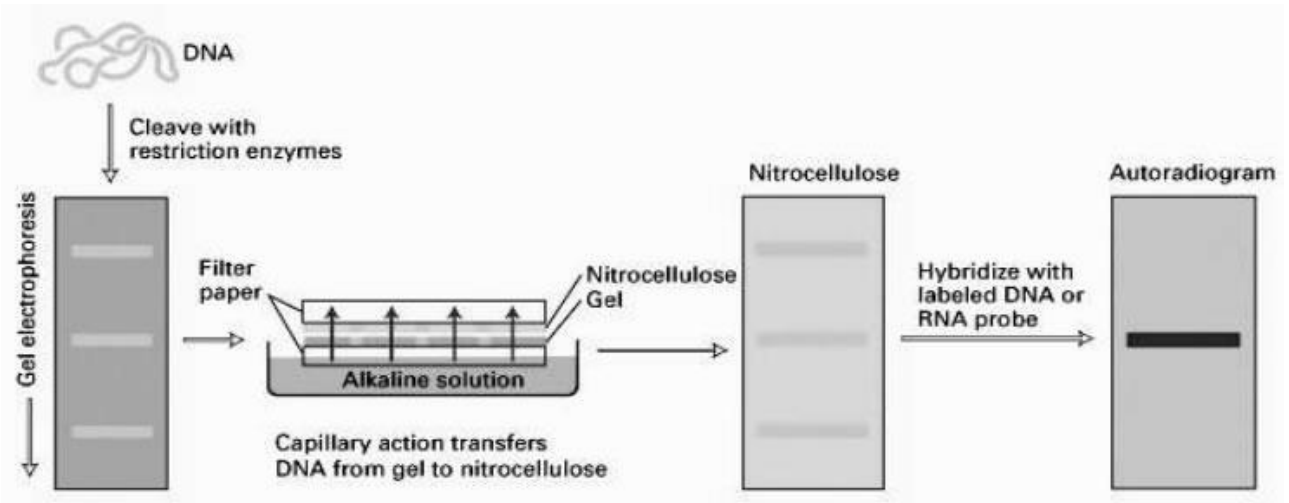 DNA
Cleave with
restriction enzymes
Gel electrophoresis
Filter
paper
Nitrocellulose
Gel
Alkaline solution
Capillary action transfers
DNA from gel to nitrocellulose
Nitrocellulose
Hybridize with
labeled DNA or
RNA probe
Autoradiogram